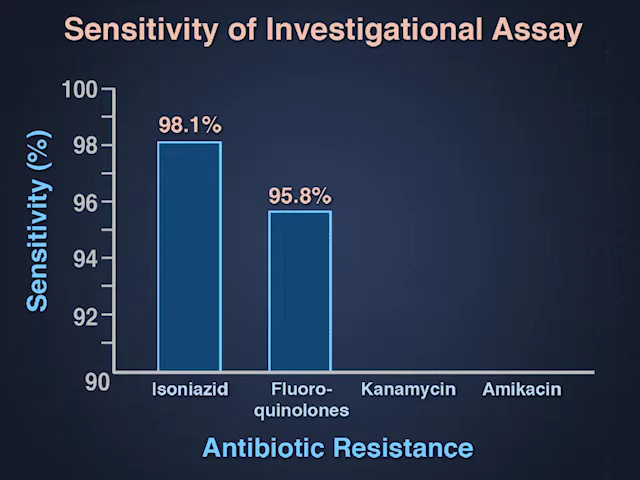 Sensitivity of Investigational Assay
Sensitivity (%)
100
98
96
94
92
90
98.1%
95.8%
Isoniazid
Fluoro-
quinolones
Kanamycin
Amikacin
Antibiotic Resistance